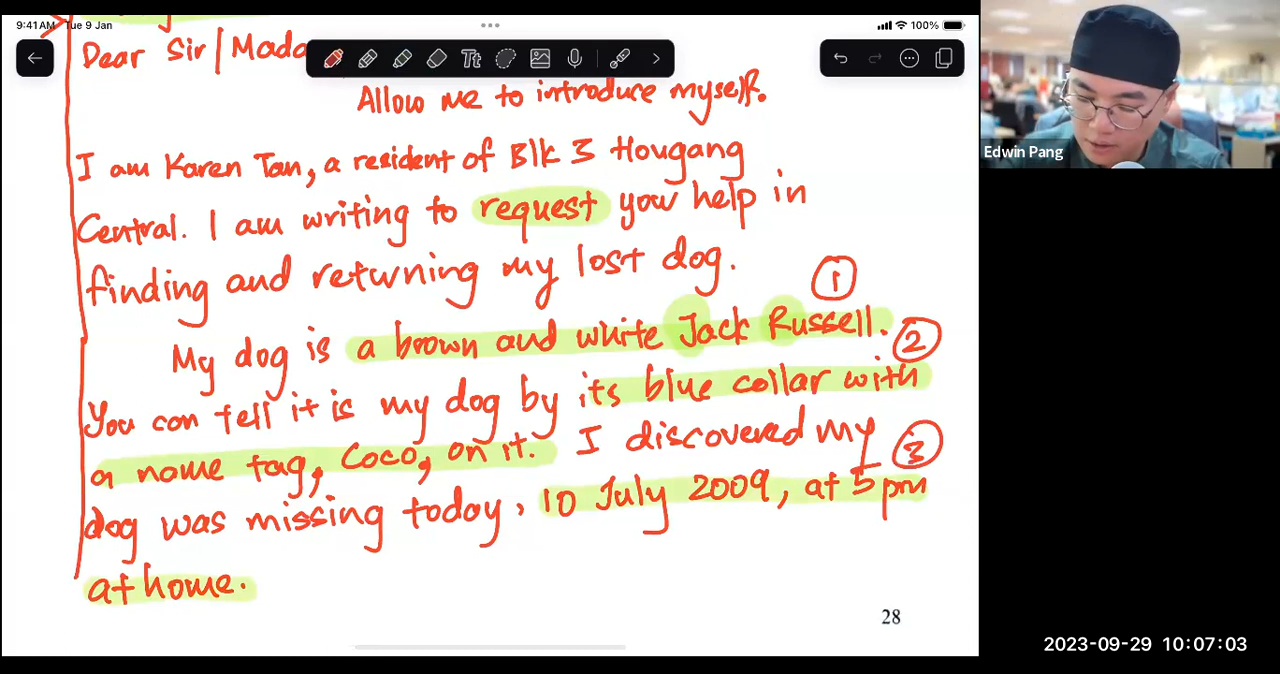 9:41AM Tue 9 Jan
100%
Dear Sir/Mada
Tt
Allow me to introduce myself.
Edwin Pang
I am Karen Tan, a resident of Blk 3 Hougang
Central. I am writing to request your help in
finding and returning my lost dog.
1
My dog is a brown and white Jack Russell.
2
You can tell it is my dog by its blue collar with
a name tag, Coco, on it. I discovered my
3
dog was missing today, 10 July 2009, at 5pm
at home.
28
2023-09-29 10:07:03